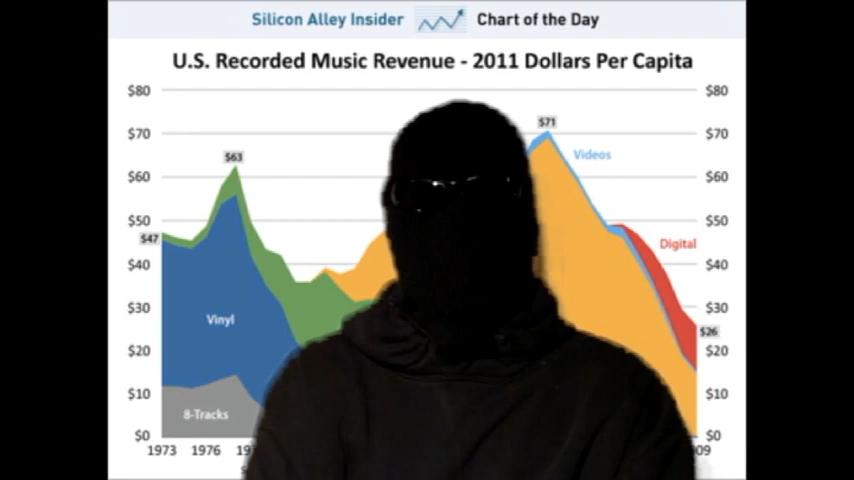 Silicon Alley Insider Chart of the Day
U.S. Recorded Music Revenue - 2011 Dollars Per Capita
$80 $80
$71
$70 $70
Videos
$63
$60 $60
$50 $50
$47
Digital
$40 $40
$30 $30
$26
Vinyl
$20 $20
$10 $10
8-Tracks
$0 $0
1973 1976